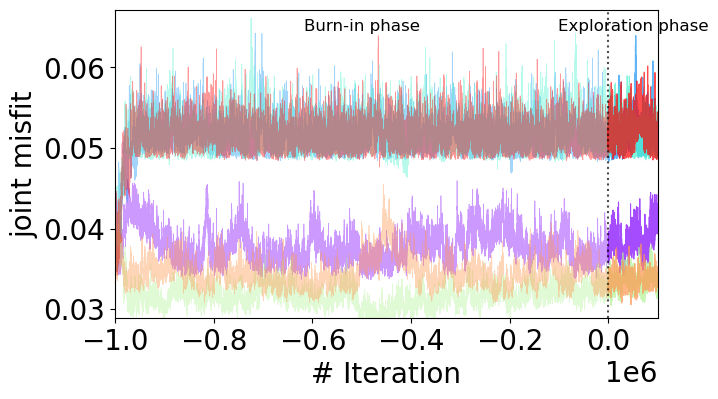 Burn-in phase
Exploration phase
joint misfit
0.06
0.05
0.04
0.03
−1.0
−0.8
−0.6
−0.4
−0.2
0.0
# Iteration
1e6